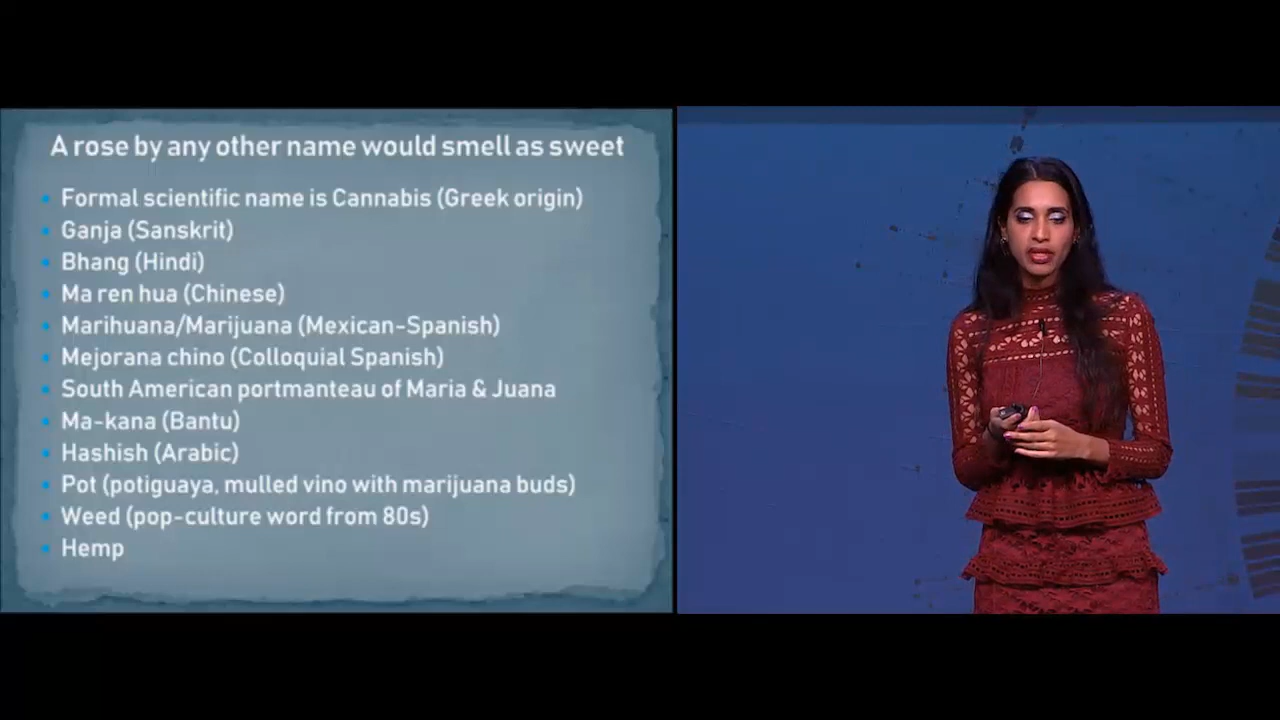 A rose by any other name would smell as sweet
Formal scientific name is Cannabis (Greek origin)
Ganja (Sanskrit)
Bhang (Hindi)
Ma ren hua (Chinese)
Marihuana/Marijuana (Mexican-Spanish)
Mejorana chino (Colloquial Spanish)
South American portmanteau of Maria & Juana
Ma-kana (Bantu)
Hashish (Arabic)
Pot (potiguaya, mulled vino with marijuana buds)
Weed (pop-culture word from 80s)
Hemp